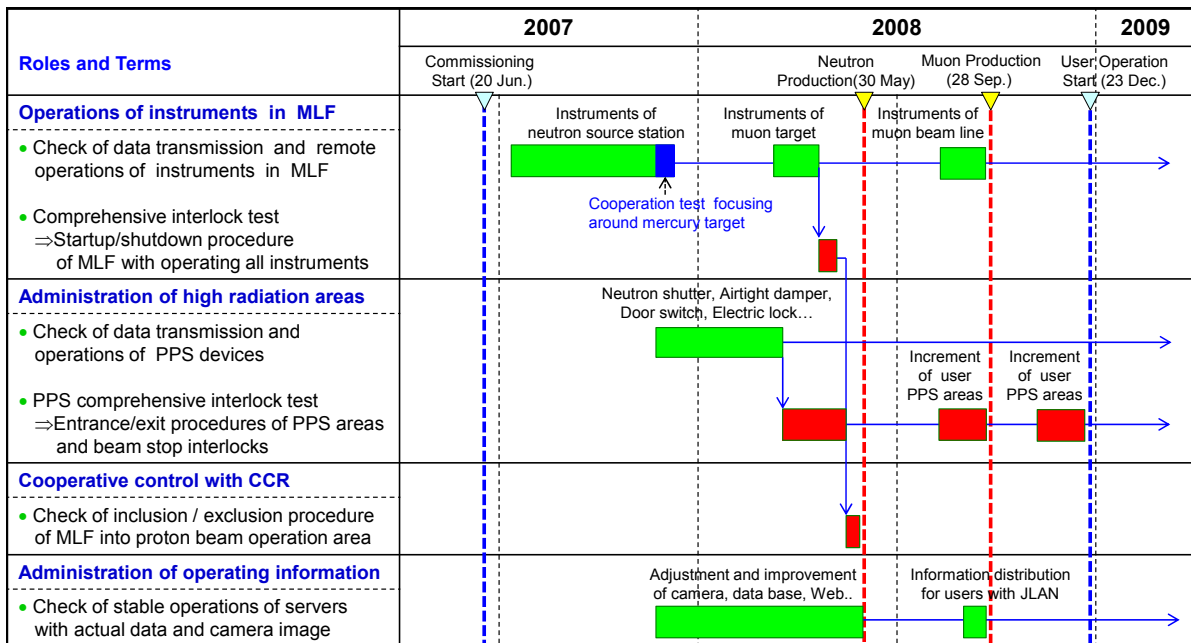 2007
2008
2009
Roles and Terms
Commissioning
Start (20 Jun.)
Neutron
Production(30 May)
Muon Production
(28 Sep.)
User Operation
Start (23 Dec.)
Operations of instruments in MLF
• Check of data transmission and remote
operations of instruments in MLF
Instruments of
neutron source station
Instruments of
muon target
Instruments of
muon beam line
Cooperation test focusing
around mercury target
• Comprehensive interlock test
⇒Startup/shutdown procedure
of MLF with operating all instruments
Administration of high radiation areas
• Check of data transmission and
operations of PPS devices
Neutron shutter, Airtight damper,
Door switch, Electric lock…
• PPS comprehensive interlock test
⇒Entrance/exit procedures of PPS areas
and beam stop interlocks
Increment
of user
PPS areas
Increment
of user
PPS areas
Cooperative control with CCR
• Check of inclusion / exclusion procedure
of MLF into proton beam operation area
Administration of operating information
• Check of stable operations of servers
with actual data and camera image
Adjustment and improvement
of camera, data base, Web..
Information distribution
for users with JLAN